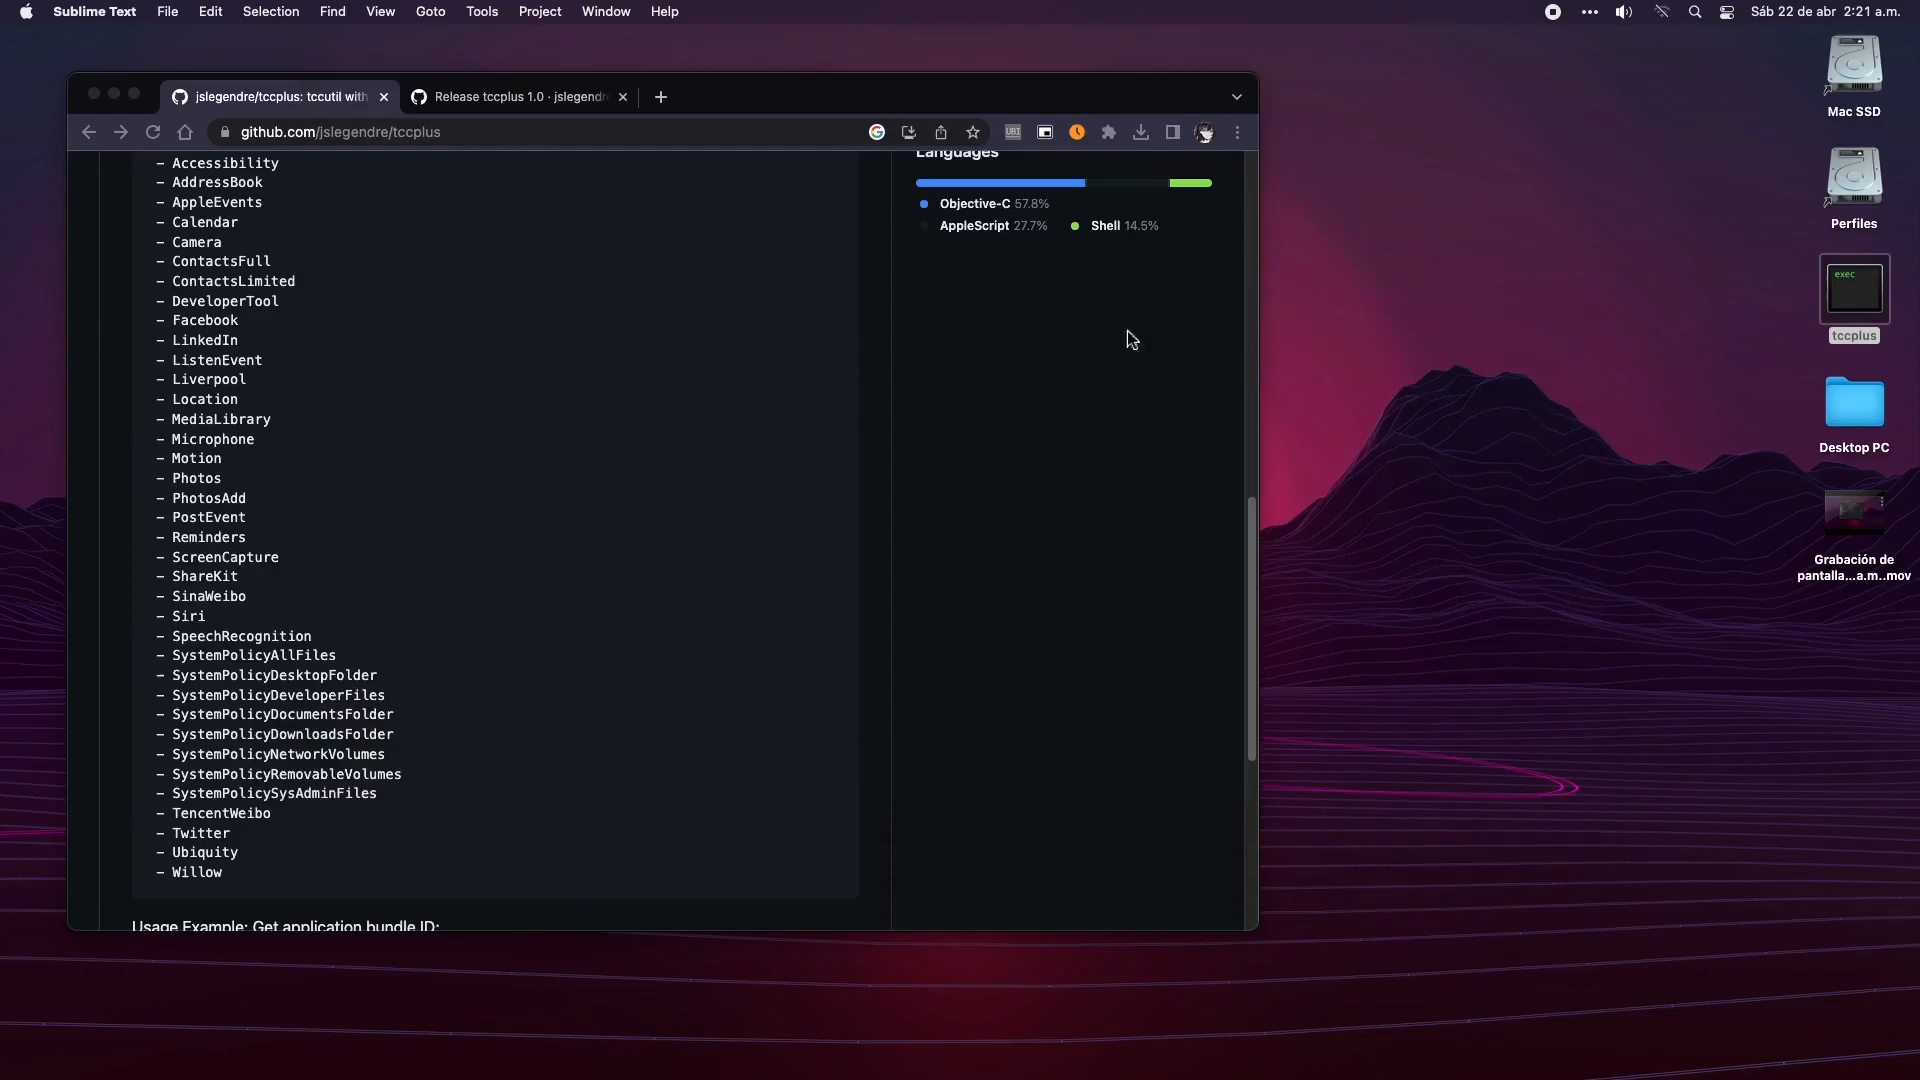 Sublime Text File Edit Selection Find View Goto Tools Project Window Help
Sáb 22 de abr 2:21 a.m.
jslegendre/tccplus: tccutil with
Release tccplus 1.0 · jslegendr
github.com/jslegendre/tccplus
UBI
- Accessibility
- AddressBook
- AppleEvents
- Calendar
- Camera
- ContactsFull
- ContactsLimited
- DeveloperTool
- Facebook
- LinkedIn
- ListenEvent
- Liverpool
- Location
- MediaLibrary
- Microphone
- Motion
- Photos
- PhotosAdd
- PostEvent
- Reminders
- ScreenCapture
- ShareKit
- SinaWeibo
- Siri
- SpeechRecognition
- SystemPolicyAllFiles
- SystemPolicyDesktopFolder
- SystemPolicyDeveloperFiles
- SystemPolicyDocumentsFolder
- SystemPolicyDownloadsFolder
- SystemPolicyNetworkVolumes
- SystemPolicyRemovableVolumes
- SystemPolicySysAdminFiles
- TencentWeibo
- Twitter
- Ubiquity
- Willow
Usage Example: Get application bundle ID:
Languages
Objective-C 57.8%
AppleScript 27.7% Shell 14.5%
Mac SSD
Perfiles
exec
tccplus
Desktop PC
Grabación de
pantalla...a.m..mov